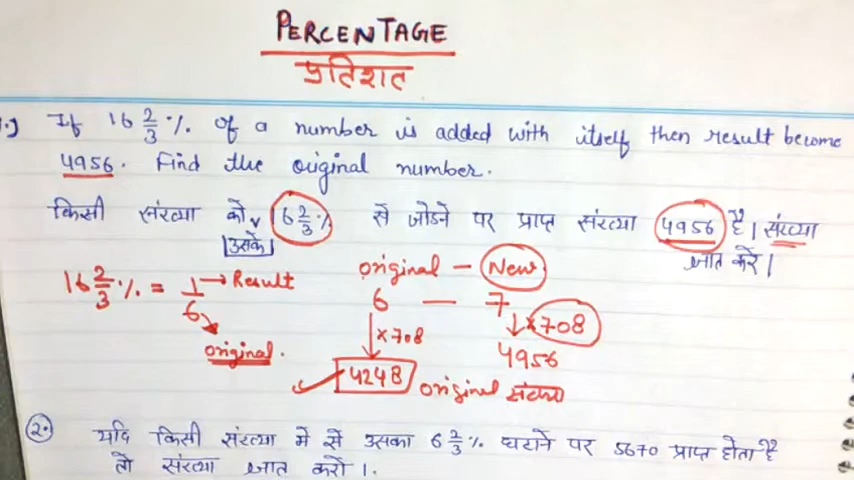 PERCENTAGE
प्रतिशत
1.) If 16 2/3 % of a number is added with itself then result become
4956. Find the original number.
किसी संख्या को उसके 16 2/3 % से जोडने पर प्राप्त संख्या 4956 है। संख्या
ज्ञात करें।
16 2/3 % = 1/6 → Result
original.
original — New
6 — 7
×708 ×708
4956
4248 original संख्या
2. यदि किसी संख्या में से उसका 6 2/3 % घटाने पर 5670 प्राप्त होता है
तो संख्या ज्ञात करो ।.